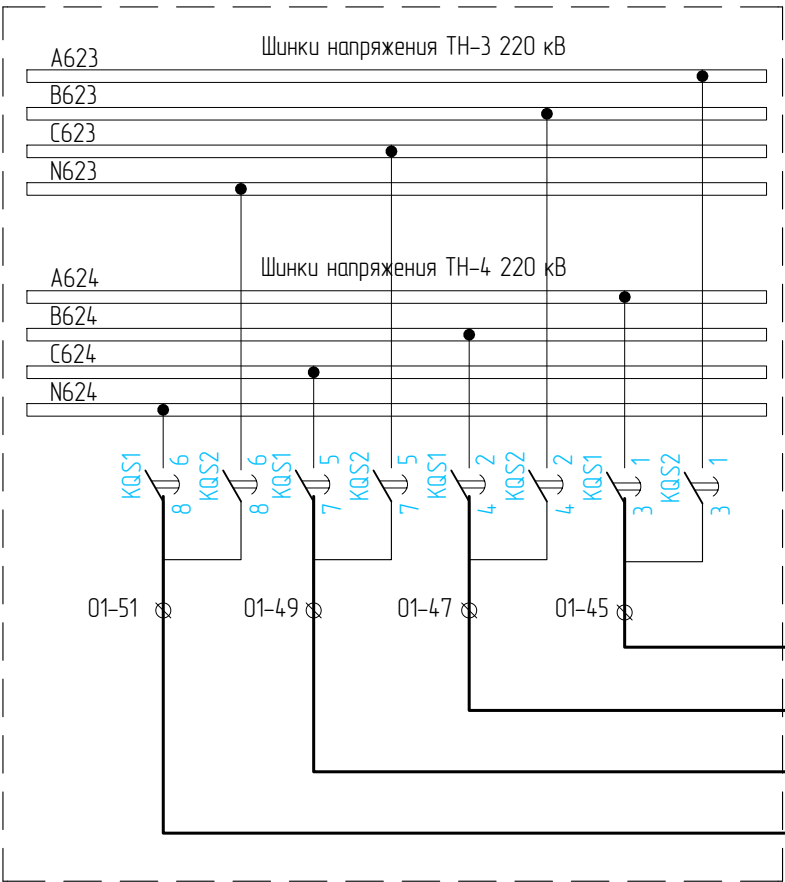 Шинки напряжения ТН-3 220 кВ
A623
B623
C623
N623
Шинки напряжения ТН-4 220 кВ
A624
B624
C624
N624
KQS1 6 8
KQS2 6 8
KQS1 5 7
KQS2 5 7
KQS1 2 4
KQS2 2 4
KQS1 1 3
KQS2 1 3
01-51
01-49
01-47
01-45